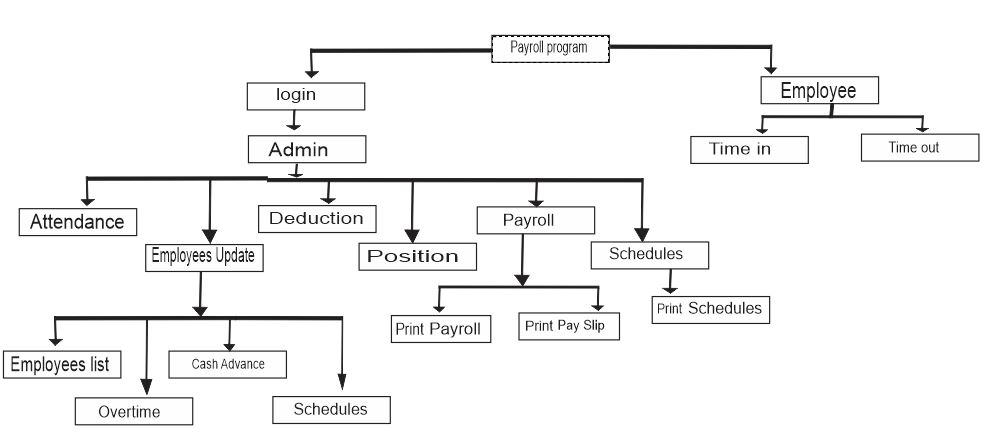 Payroll program
login
Employee
Admin
Time in
Time out
Attendance
Deduction
Payroll
Employees Update
Position
Schedules
Print Payroll
Print Pay Slip
Print Schedules
Employees list
Cash Advance
Overtime
Schedules